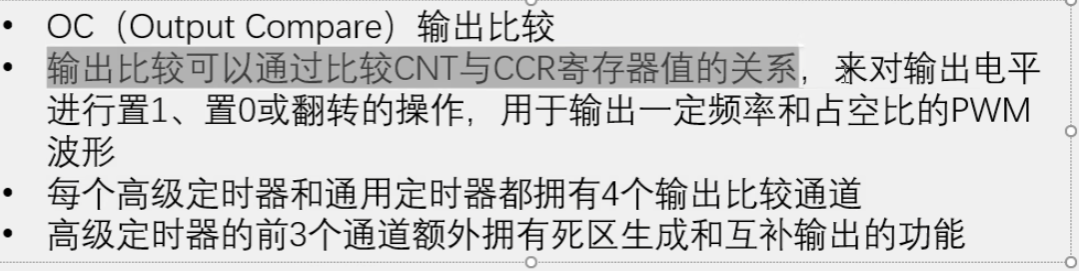 • OC（Output Compare）输出比较
• 输出比较可以通过比较CNT与CCR寄存器值的关系，来对输出电平
进行置1、置0或翻转的操作，用于输出一定频率和占空比的PWM
波形
• 每个高级定时器和通用定时器都拥有4个输出比较通道
• 高级定时器的前3个通道额外拥有死区生成和互补输出的功能